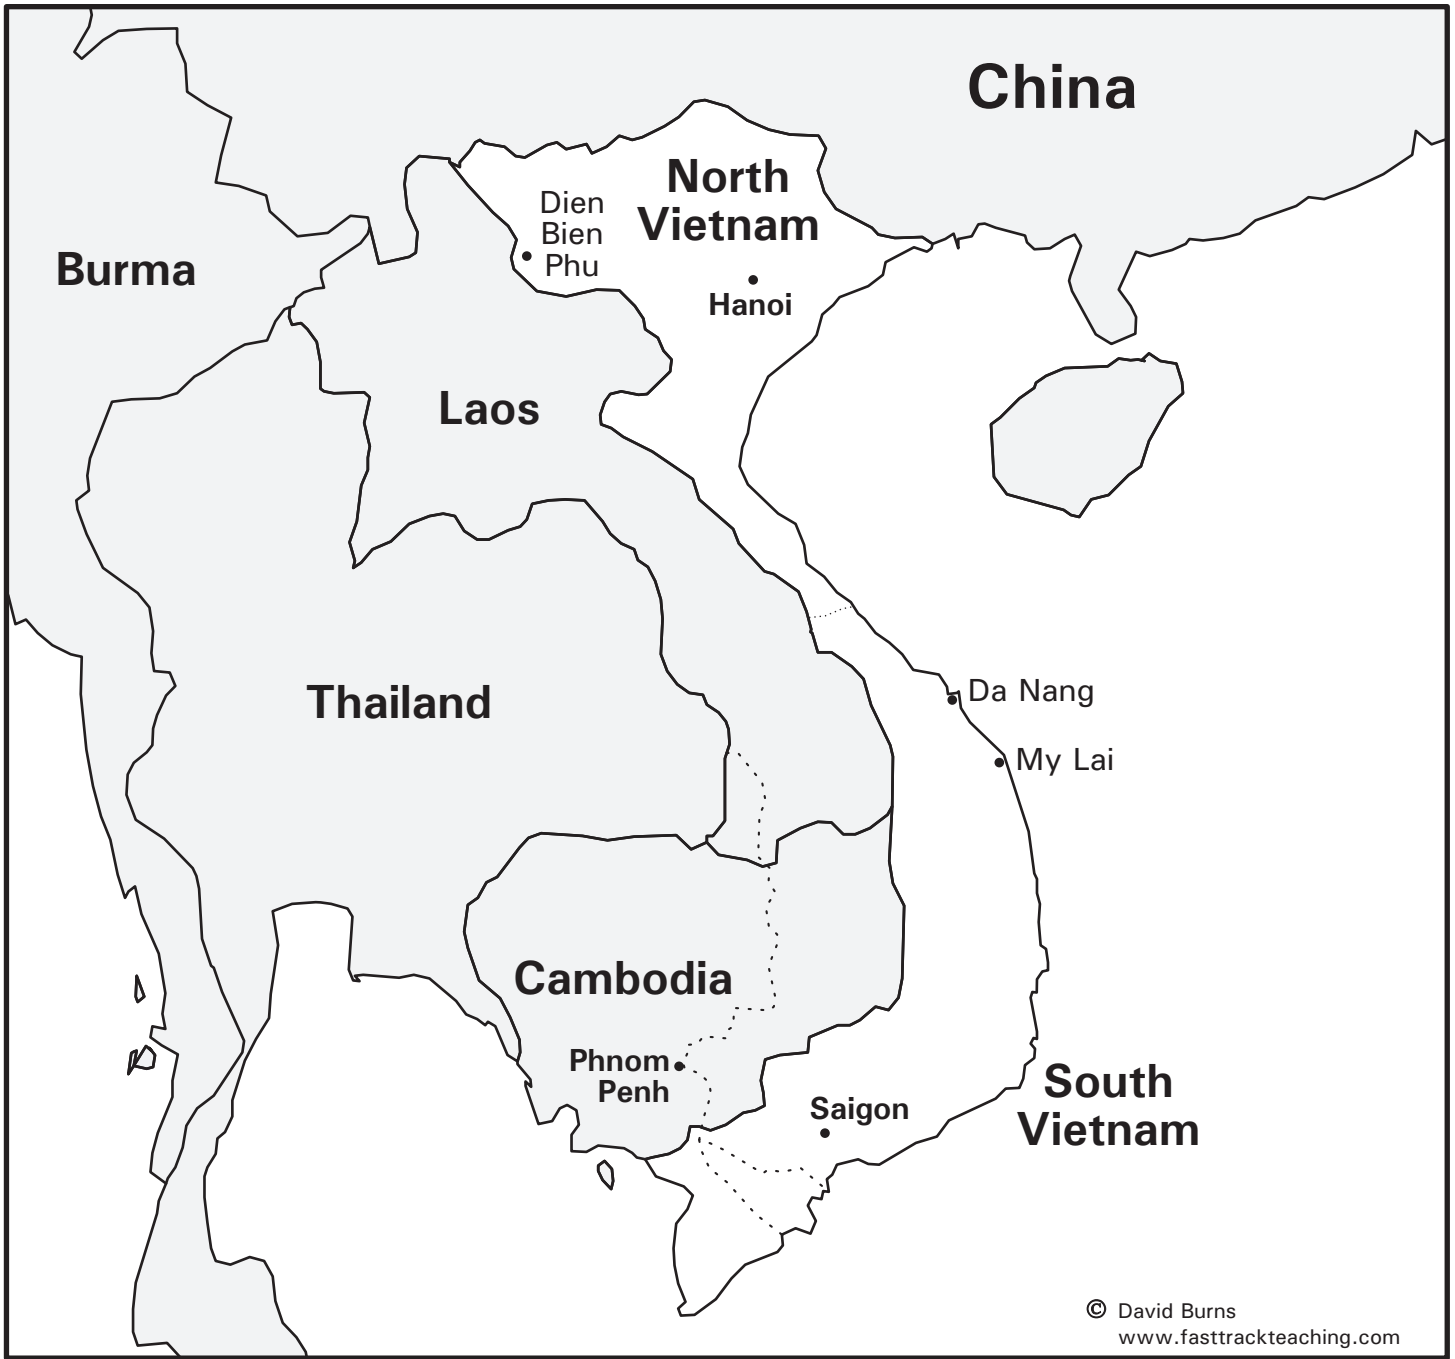 China
North
Vietnam
Dien
Bien
Phu
Burma
Hanoi
Laos
Thailand
Da Nang
My Lai
Cambodia
Phnom
Penh
South
Vietnam
Saigon
© David Burns
www.fasttrackteaching.com